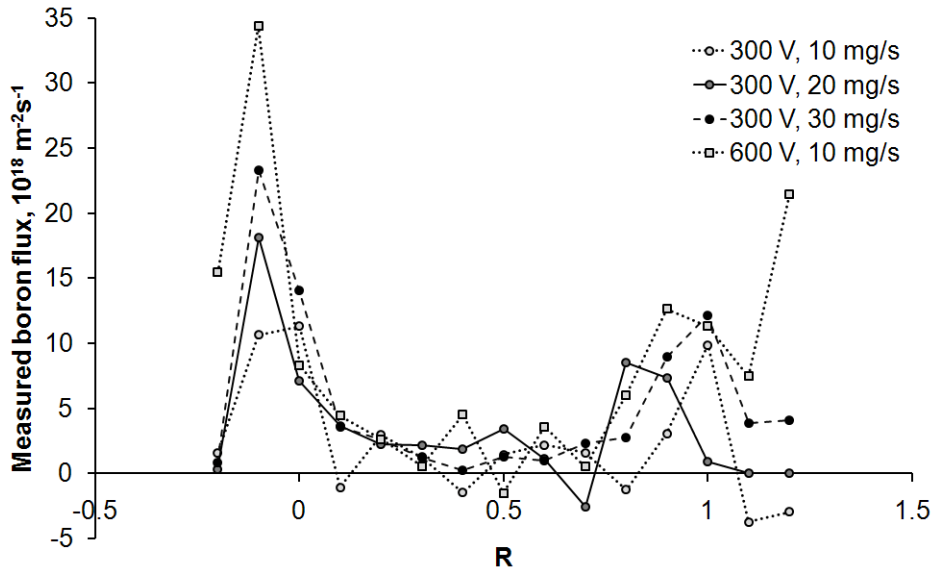 35
30
25
20
15
10
5
0
-5
-0.5
0
0.5
1
1.5
Measured boron flux, 10¹⁸ m⁻²s⁻¹
R
300 V, 10 mg/s
300 V, 20 mg/s
300 V, 30 mg/s
600 V, 10 mg/s